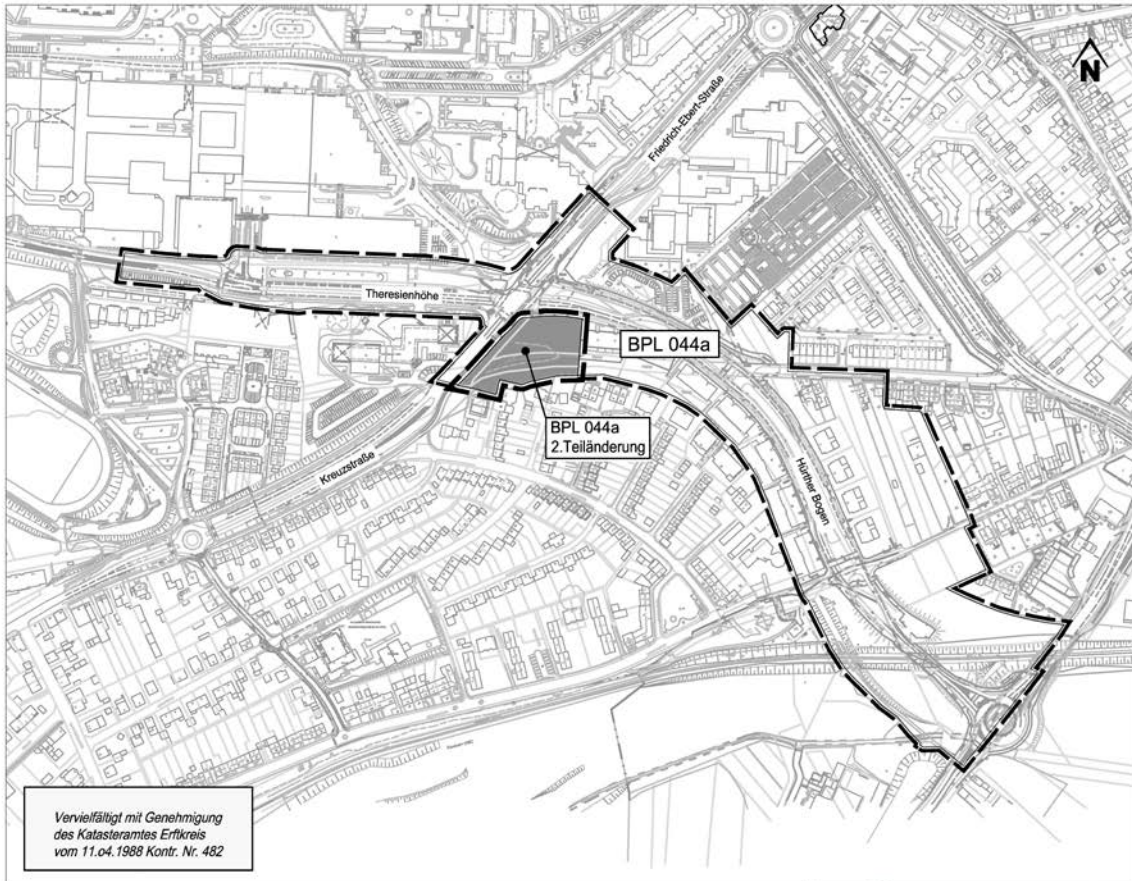 N
Friedrich-Ebert-Straße
Theresienhöhe
BPL 044a
BPL 044a
2.Teiländerung
Kreuzstraße
Hürther Bogen
Vervielfältigt mit Genehmigung
des Katasteramtes Erftkreis
vom 11.o4.1988 Kontr. Nr. 482